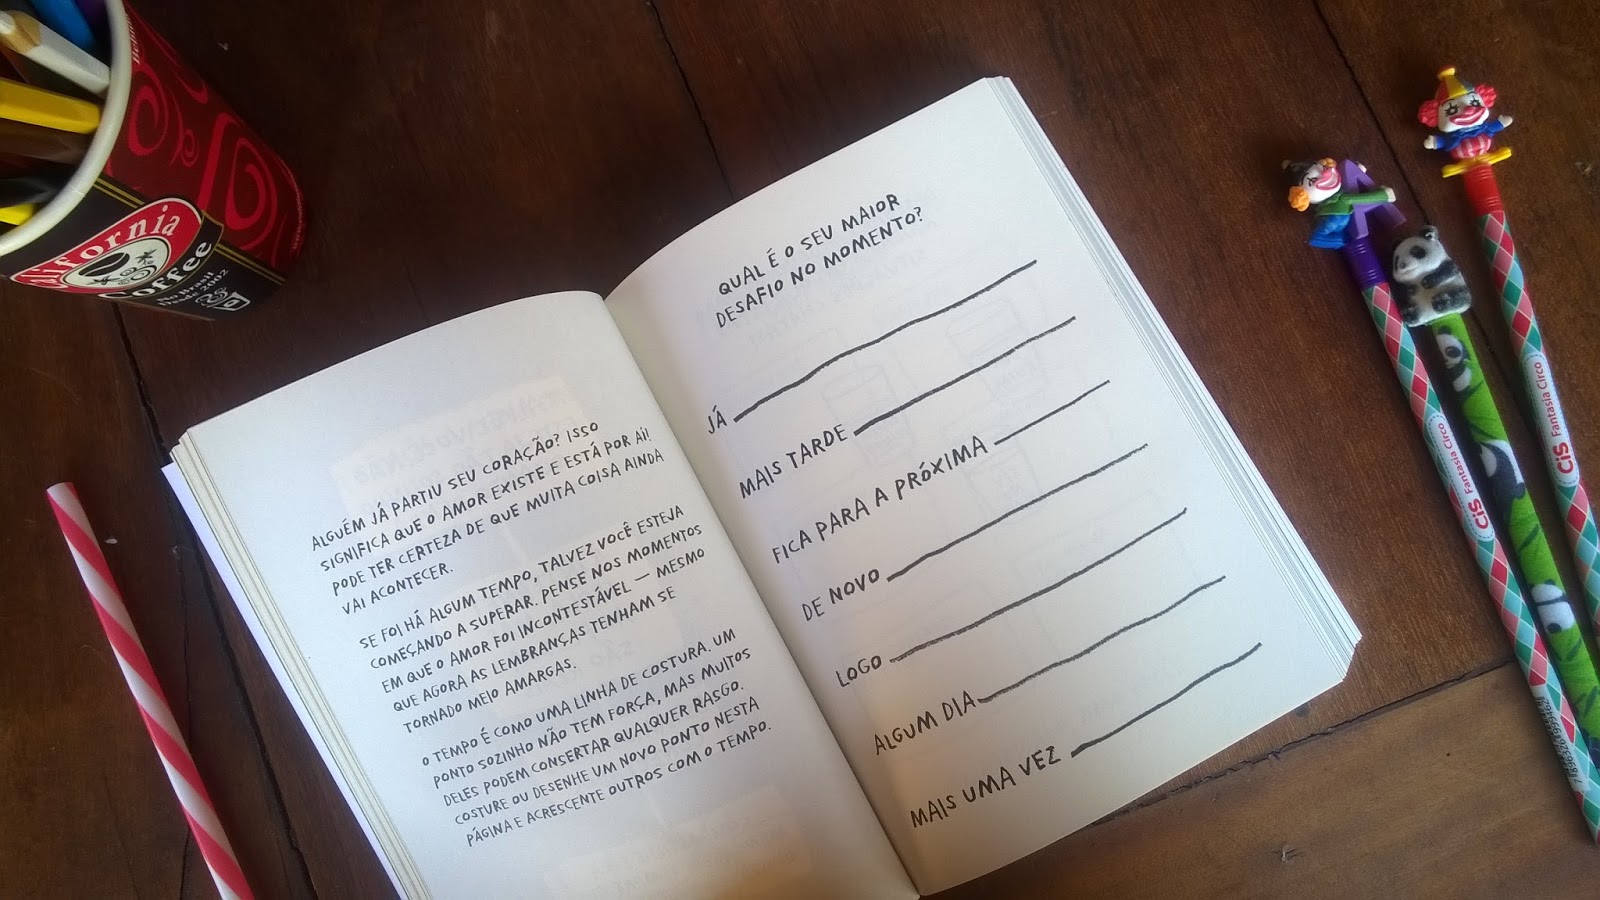 California
Coffee
No Brasil
Desde 2002
ALGUÉM JÁ PARTIU SEU CORAÇÃO? ISSO
SIGNIFICA QUE O AMOR EXISTE E ESTÁ POR AÍ!
PODE TER CERTEZA DE QUE MUITA COISA AINDA
VAI ACONTECER.
SE FOI HÁ ALGUM TEMPO, TALVEZ VOCÊ ESTEJA
COMEÇANDO A SUPERAR. PENSE NOS MOMENTOS
EM QUE O AMOR FOI INCONTESTÁVEL — MESMO
QUE AGORA AS LEMBRANÇAS TENHAM SE
TORNADO MEIO AMARGAS.
O TEMPO É COMO UMA LINHA DE COSTURA. UM
PONTO SOZINHO NÃO TEM FORÇA, MAS MUITOS
DELES PODEM CONSERTAR QUALQUER RASGO.
COSTURE OU DESENHE UM NOVO PONTO NESTA
PÁGINA E ACRESCENTE OUTROS COM O TEMPO.
QUAL É O SEU MAIOR
DESAFIO NO MOMENTO?
JÁ
MAIS TARDE
FICA PARA A PRÓXIMA
DE NOVO
LOGO
ALGUM DIA
MAIS UMA VEZ
CiS Fantasia Circo
CiS Fantasia Circo